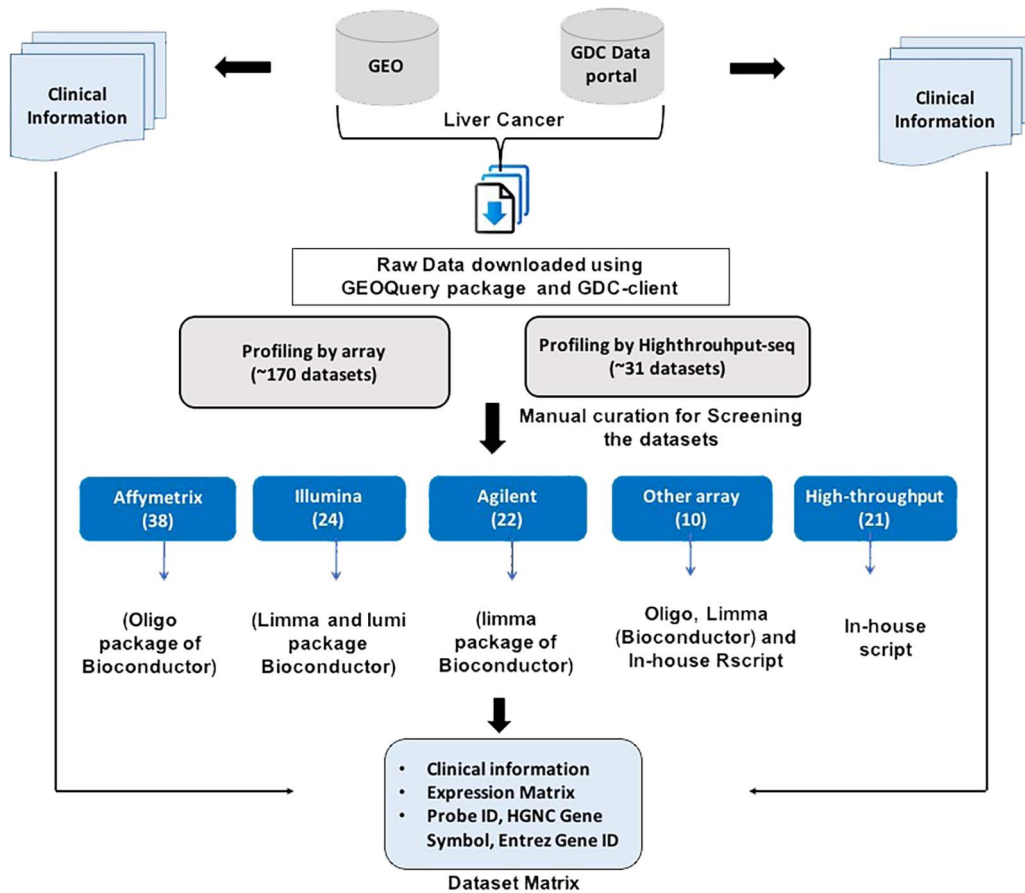 Clinical
Information
GEO
GDC Data
portal
Clinical
Information
Liver Cancer
Raw Data downloaded using
GEOQuery package and GDC-client
Profiling by array
(~170 datasets)
Profiling by Highthrouhput-seq
(~31 datasets)
Manual curation for Screening
the datasets
Affymetrix
(38)
Illumina
(24)
Agilent
(22)
Other array
(10)
High-throughput
(21)
(Oligo
package of
Bioconductor)
(Limma and lumi
package
Bioconductor)
(limma
package of
Bioconductor)
Oligo, Limma
(Bioconductor) and
In-house Rscript
In-house
script
• Clinical information
• Expression Matrix
• Probe ID, HGNC Gene
Symbol, Entrez Gene ID
Dataset Matrix